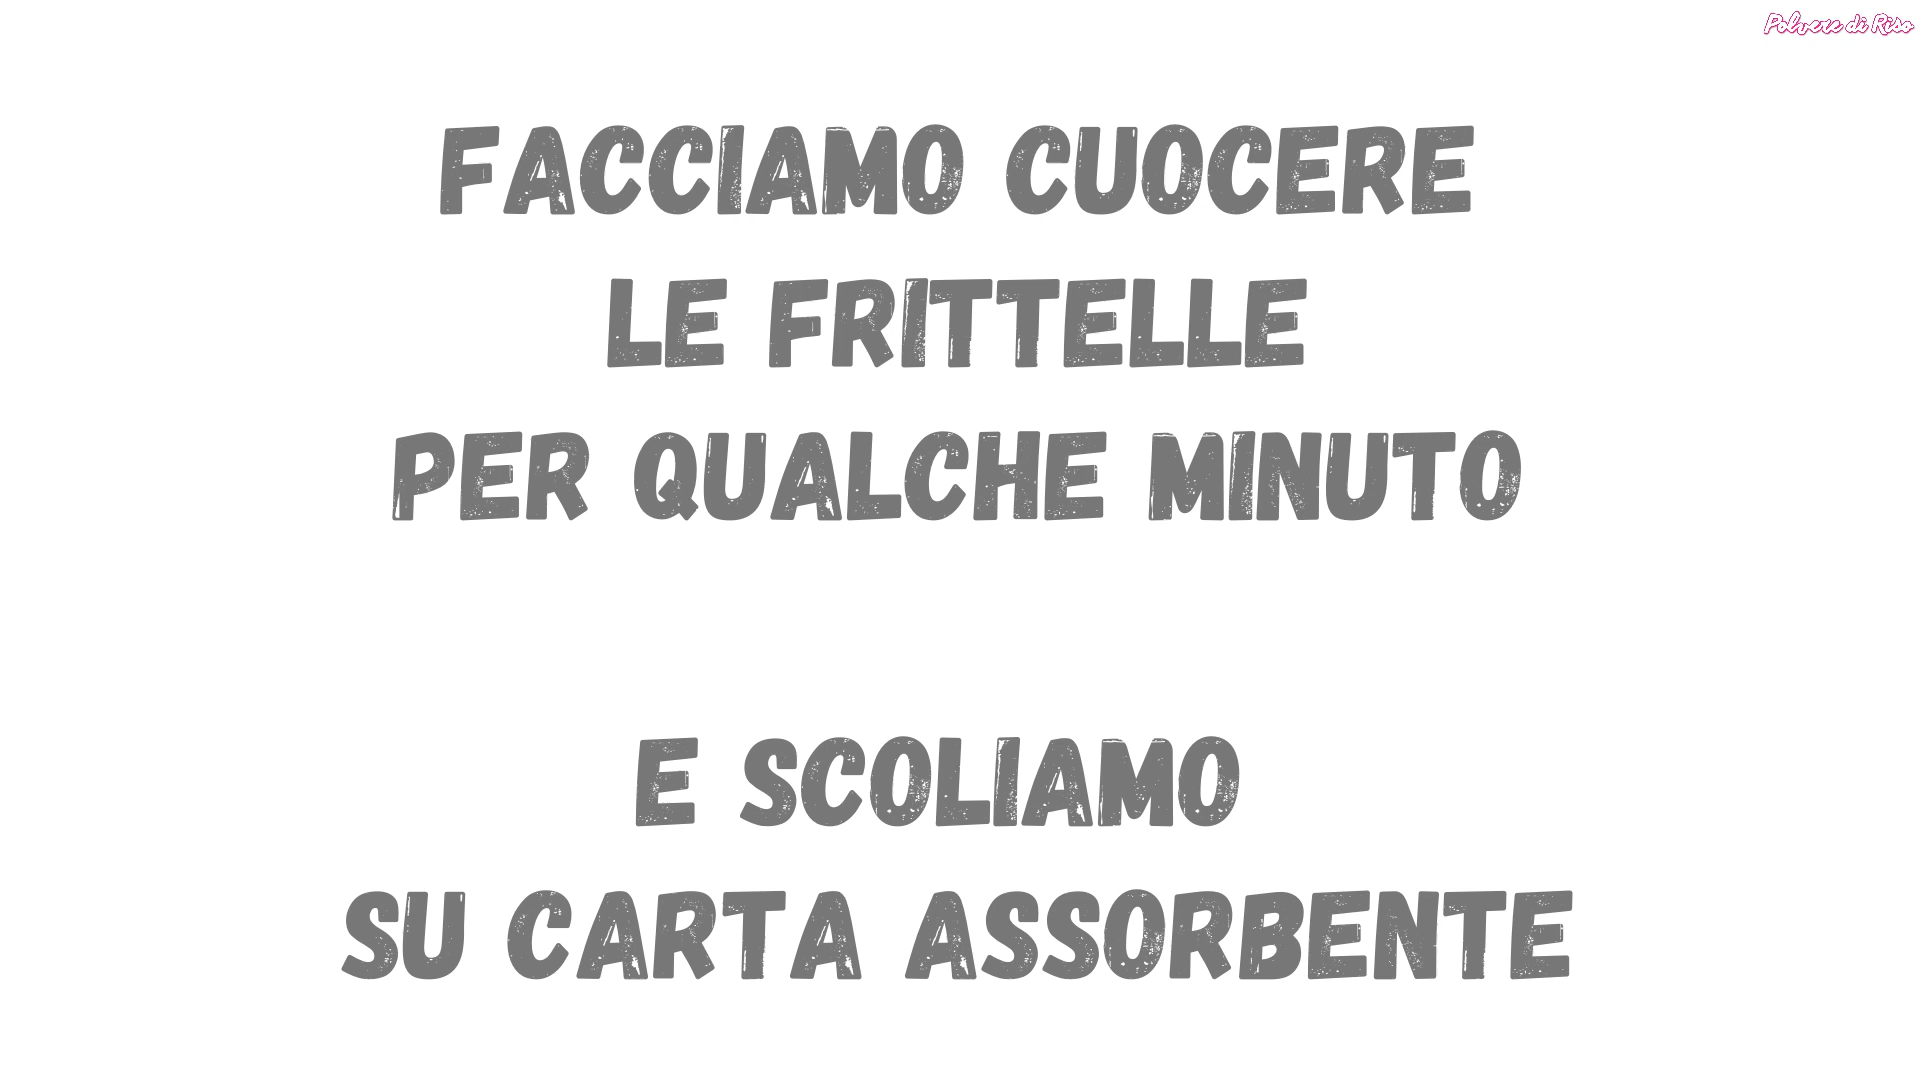 Polvere di Riso
FACCIAMO CUOCERE
LE FRITTELLE
PER QUALCHE MINUTO
E SCOLIAMO
SU CARTA ASSORBENTE